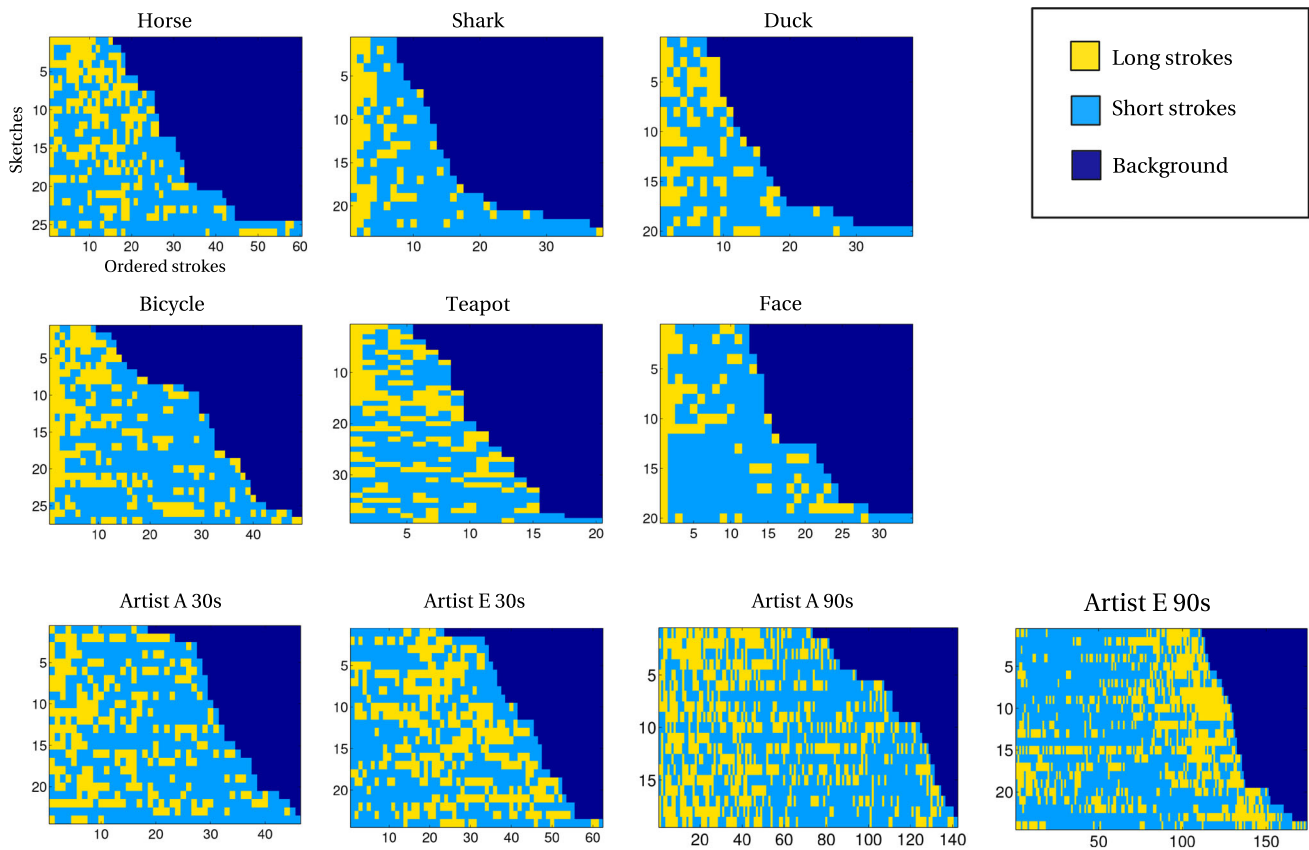 Horse
Shark
Duck
Long strokes
Short strokes
Background
Sketches
5
10
15
20
25
10 20 30 40 50 60
Ordered strokes
5
10
15
20
10 20 30
5
10
15
20
10 20 30
Bicycle
Teapot
Face
5
10
15
20
25
10 20 30 40
10
20
30
5 10 15 20
5
10
15
20
5 10 15 20 25 30
Artist A 30s
Artist E 30s
Artist A 90s
Artist E 90s
5
10
15
20
10 20 30 40
5
10
15
20
10 20 30 40 50 60
5
10
15
20 40 60 80 100 120 140
5
10
15
20
50 100 150